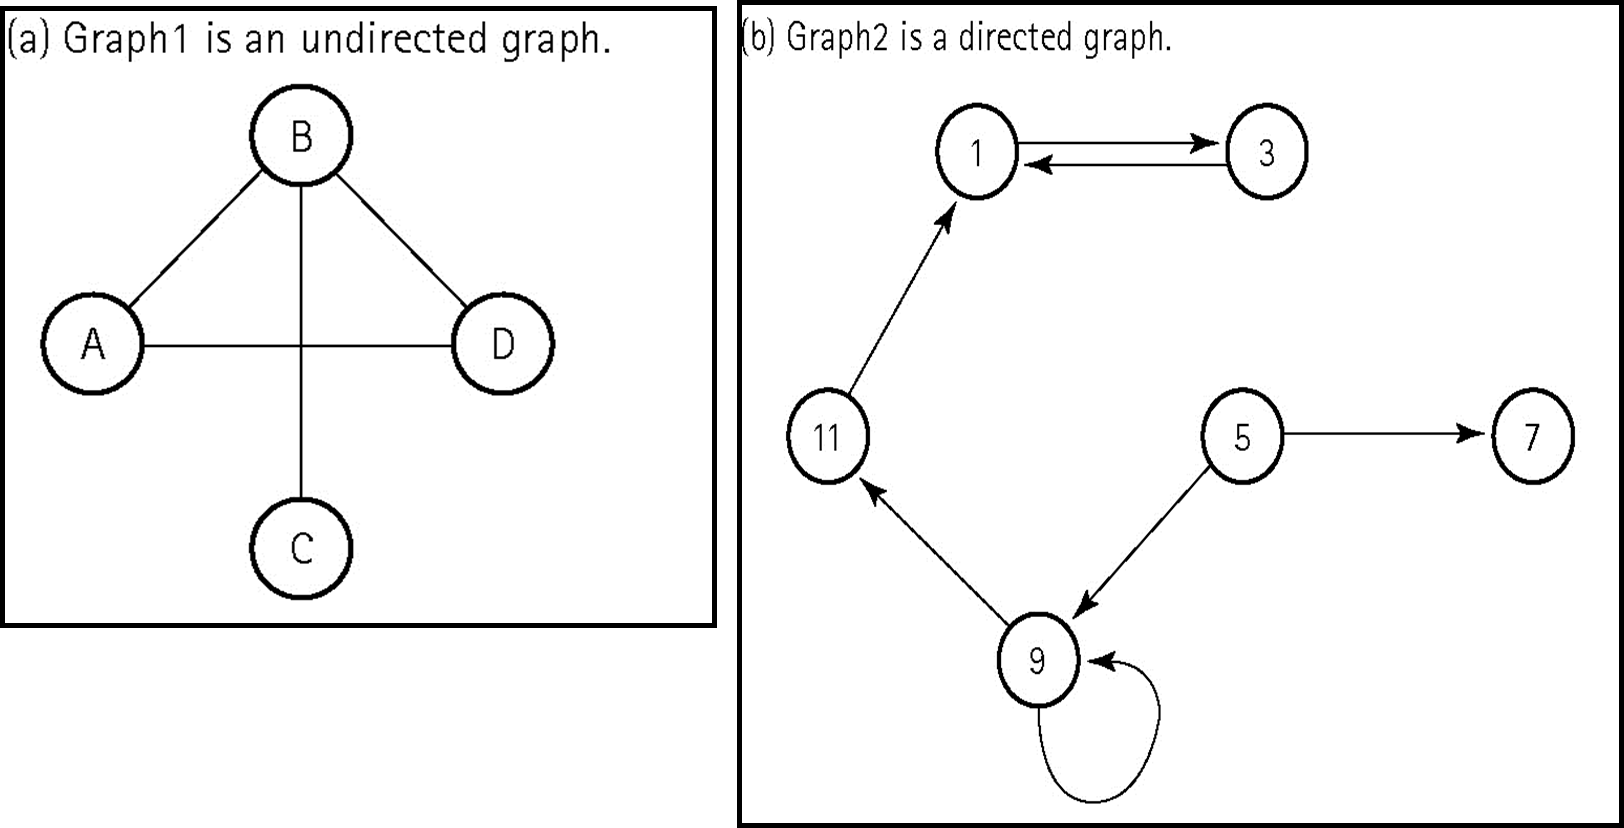 (a) Graph1 is an undirected graph.
B
A
D
C
(b) Graph2 is a directed graph.
1
3
11
5
7
9